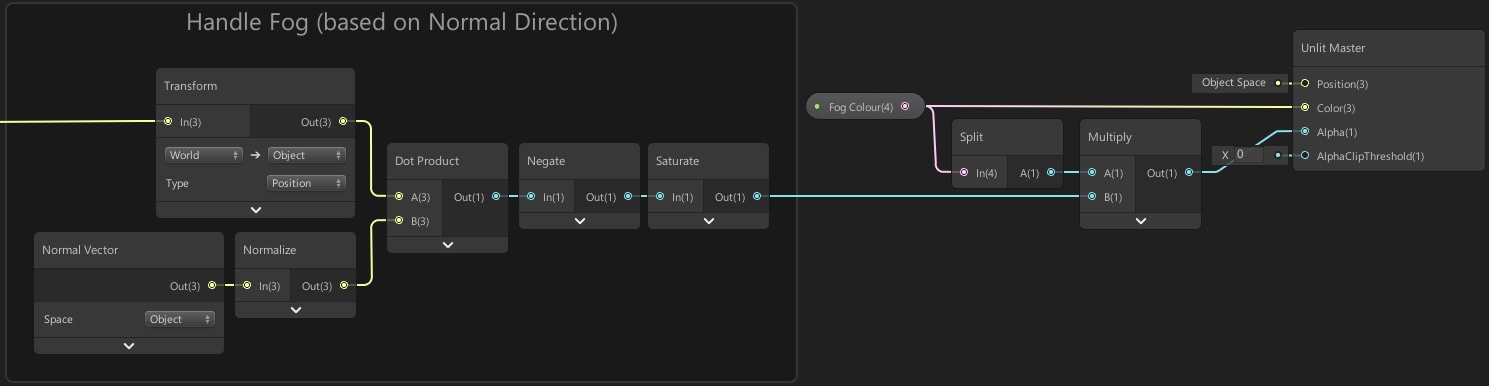 Handle Fog (based on Normal Direction)
Transform
In(3) Out(3)
World → Object
Type Position
Normal Vector
Out(3)
Space Object
Normalize
In(3) Out(3)
Dot Product
A(3) Out(1)
B(3)
Negate
In(1) Out(1)
Saturate
In(1) Out(1)
Fog Colour(4)
Split
In(4) A(1)
Multiply
A(1) Out(1)
B(1)
Unlit Master
Object Space Position(3)
Color(3)
Alpha(1)
X 0 AlphaClipThreshold(1)